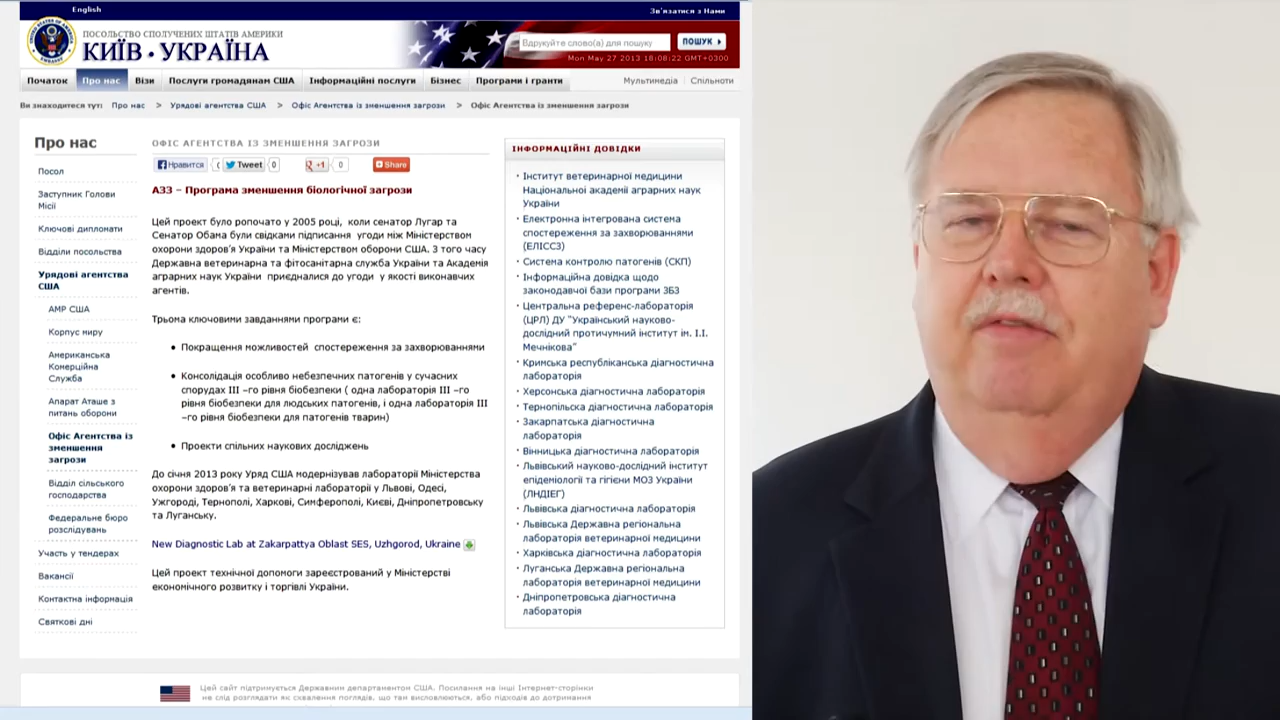 English
Зв'язатися з Нами
ПОСОЛЬСТВО СПОЛУЧЕНИХ ШТАТІВ АМЕРИКИ
КИЇВ · УКРАЇНА
Відрукуйте слово(а) для пошуку
ПОШУК
Mon May 27 2013 18:08:22 GMT+0300
Початок Про нас Візи Послуги громадянам США Інформаційні послуги Бізнес Програми і гранти Мультимедіа Спільноти
Ви знаходитеся тут: Про нас > Урядові агентства США > Офіс Агентства із зменшення загрози > Офіс Агентства із зменшення загрози
Про нас
Посол
Заступник Голови
Місії
Ключові дипломати
Відділи посольства
Урядові агентства
США
АМР США
Корпус миру
Американська
Комерційна
Служба
Апарат Аташе з
питань оборони
Офіс Агентства із
зменшення
загрози
Відділ сільського
господарства
Федеральне бюро
розслідувань
Участь у тендерах
Вакансії
Контактна інформація
Святкові дні
ОФІС АГЕНТСТВА ІЗ ЗМЕНШЕННЯ ЗАГРОЗИ
Нравится Tweet 0 +1 0 Share
АЗЗ – Програма зменшення біологічної загрози
Цей проект було ропочато у 2005 році, коли сенатор Лугар та
Сенатор Обама були свідками підписання угоди між Міністерством
охорони здоров'я України та Міністерством оборони США. З того часу
Державна ветеринарна та фітосанітарна служба України та Академія
аграрних наук України приєдналися до угоди у якості виконавчих
агентів.
Трьома ключовими завданнями програми є:
• Покращення можливостей спостереження за захворюваннями
• Консолідація особливо небезпечних патогенів у сучасних
спорудах III –го рівня біобезпеки ( одна лабораторія III –го
рівня біобезпеки для людських патогенів, і одна лабораторія III
–го рівня біобезпеки для патогенів тварин)
• Проекти спільних наукових досліджень
До січня 2013 року Уряд США модернізував лабораторії Міністерства
охорони здоров'я та ветеринарні лабораторії у Львові, Одесі,
Ужгороді, Тернополі, Харкові, Симферополі, Києві, Дніпропетровську
та Луганську.
New Diagnostic Lab at Zakarpattya Oblast SES, Uzhgorod, Ukraine
Цей проект технічної допомоги зареєстрований у Міністерстві
економічного розвитку і торгівлі України.
ІНФОРМАЦІЙНІ ДОВІДКИ
• Інститут ветеринарної медицини
Національної академії аграрних наук
України
• Електронна інтегрована система
спостереження за захворюваннями
(ЕЛІССЗ)
• Система контролю патогенів (СКП)
• Інформаційна довідка щодо
законодавчої бази програми ЗБЗ
• Центральна референс-лабораторія
(ЦРЛ) ДУ "Український науково-
дослідний протичумний інститут ім. І.І.
Мечнікова"
• Кримська республіканська діагностична
лабораторія
• Херсонська діагностична лабораторія
• Тернопільска діагностична лабораторія
• Закарпатська діагностична
лабораторія
• Вінницька діагностична лабораторія
• Львівський науково-дослідний інститут
епідеміології та гігієни МОЗ України
(ЛНДІЕГ)
• Львівська діагностична лабораторія
• Львівська Державна регіональна
лабораторія ветеринарної медицини
• Харківська діагностична лабораторія
• Луганська Державна регіональна
лабораторія ветеринарної медицини
• Дніпропетровська діагностична
лабораторія
Цей сайт підтримується Державним департаментом США. Посилання на інші Інтернет-сторінки
не слід розглядати як схвалення поглядів, що там висловлюються, або підходів до дотримання